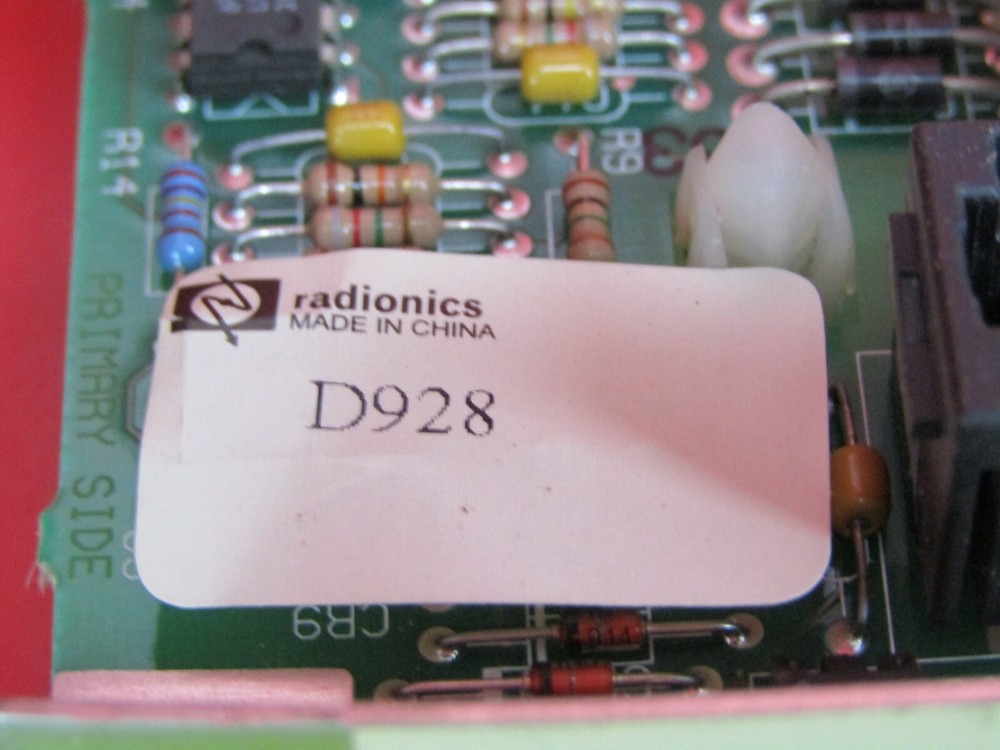 R14
R9
radionics
MADE IN CHINA
D928
PRIMARY SIDE
CR9